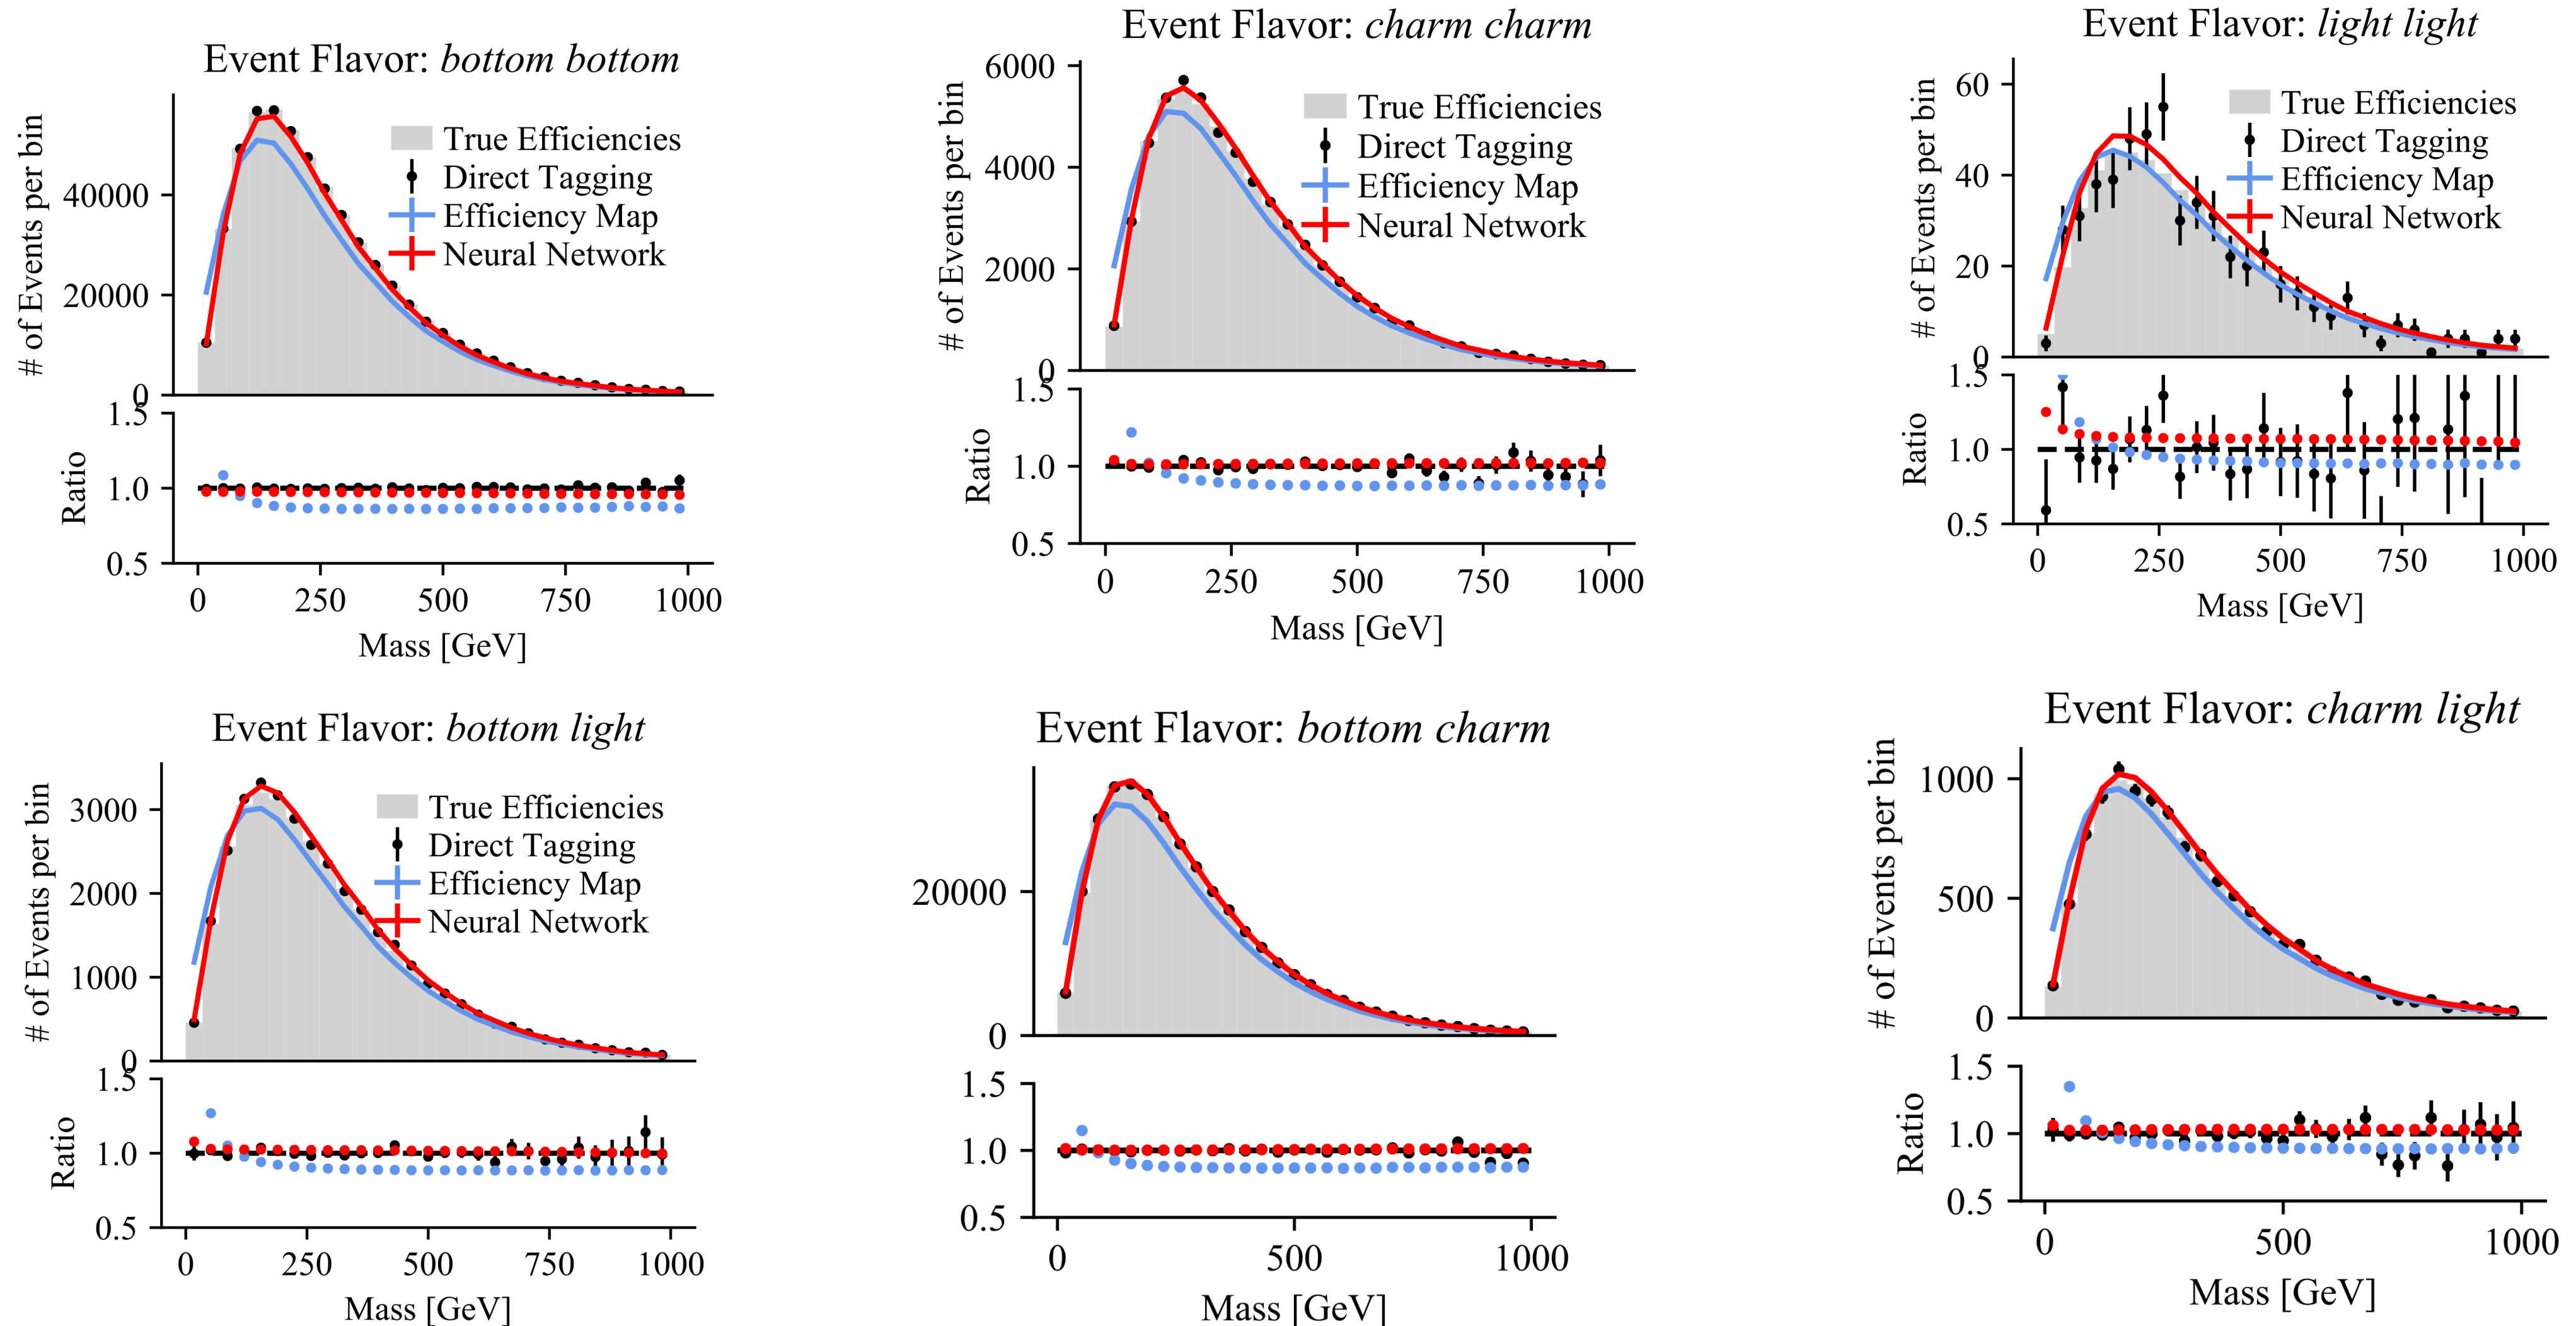 Event Flavor: bottom bottom
# of Events per bin
40000
20000
0
True Efficiencies
Direct Tagging
Efficiency Map
Neural Network
Ratio
1.5
1.0
0.5
0 250 500 750 1000
Mass [GeV]
Event Flavor: charm charm
# of Events per bin
6000
4000
2000
0
True Efficiencies
Direct Tagging
Efficiency Map
Neural Network
Ratio
1.5
1.0
0.5
0 250 500 750 1000
Mass [GeV]
Event Flavor: light light
# of Events per bin
60
40
20
0
True Efficiencies
Direct Tagging
Efficiency Map
Neural Network
Ratio
1.5
1.0
0.5
0 250 500 750 1000
Mass [GeV]
Event Flavor: bottom light
# of Events per bin
3000
2000
1000
0
True Efficiencies
Direct Tagging
Efficiency Map
Neural Network
Ratio
1.5
1.0
0.5
0 250 500 750 1000
Mass [GeV]
Event Flavor: bottom charm
20000
0
1.5
1.0
0.5
0 500 1000
Mass [GeV]
Event Flavor: charm light
# of Events per bin
1000
500
0
Ratio
1.5
1.0
0.5
0 500 1000
Mass [GeV]